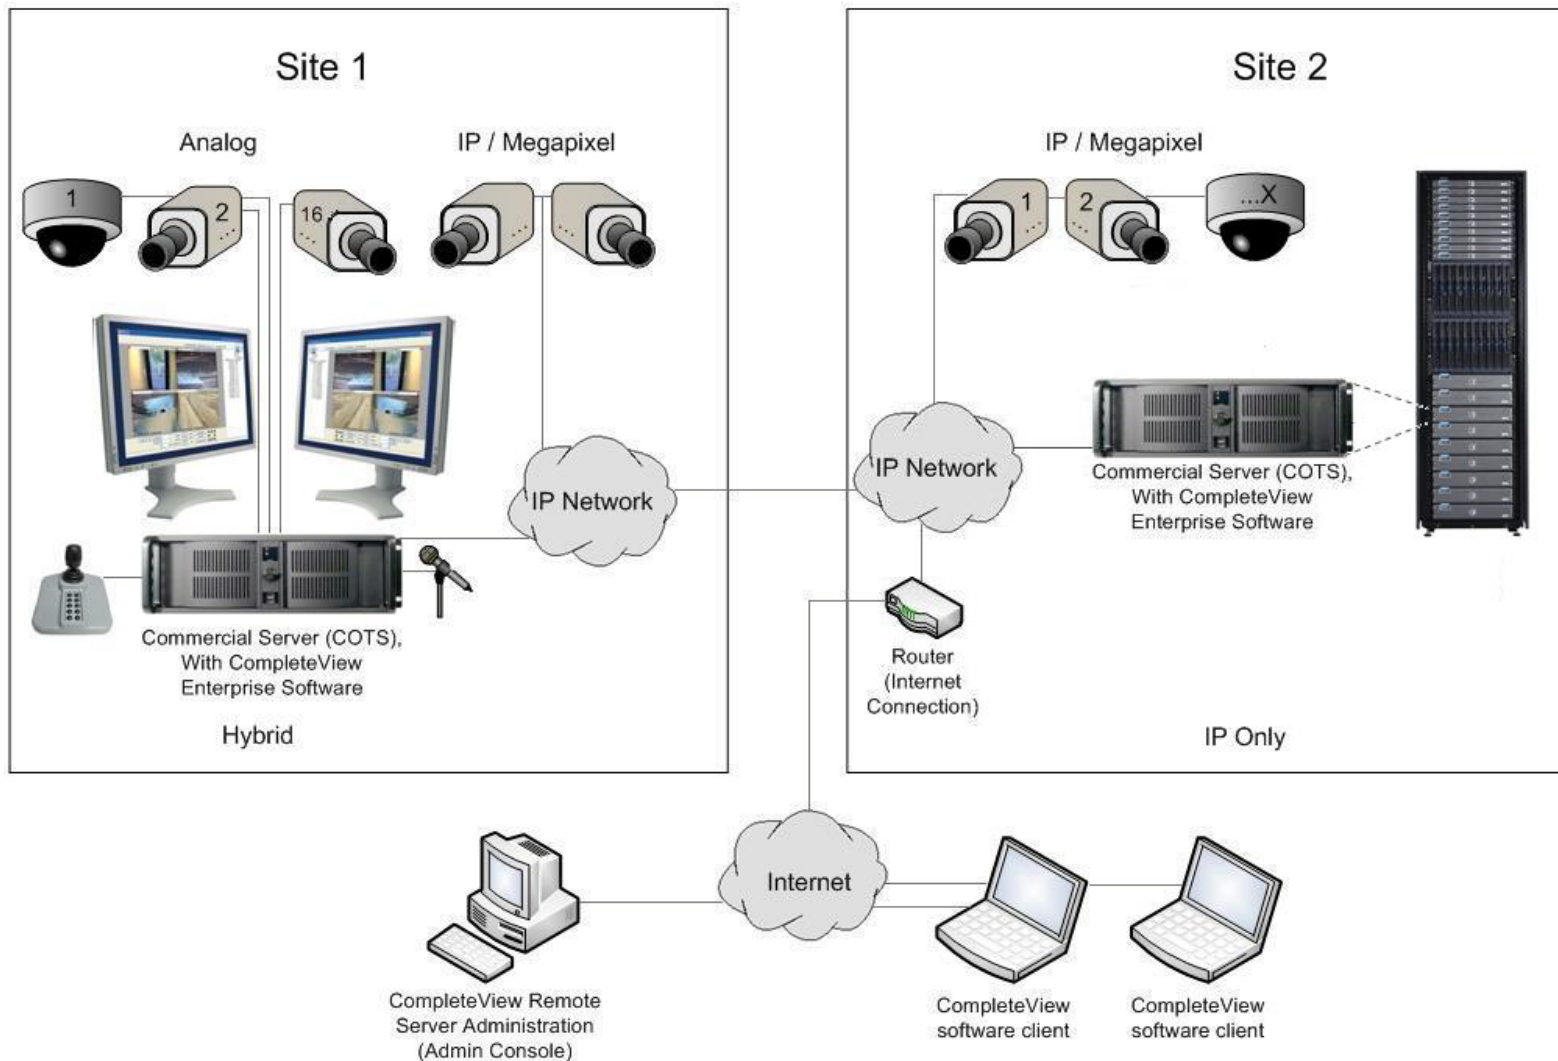 Site 1
Analog
IP / Megapixel
1
2
16
IP Network
Commercial Server (COTS),
With CompleteView
Enterprise Software
Hybrid
Site 2
IP / Megapixel
1
2
...X
IP Network
Commercial Server (COTS),
With CompleteView
Enterprise Software
Router
(Internet
Connection)
IP Only
Internet
CompleteView Remote
Server Administration
(Admin Console)
CompleteView
software client
CompleteView
software client